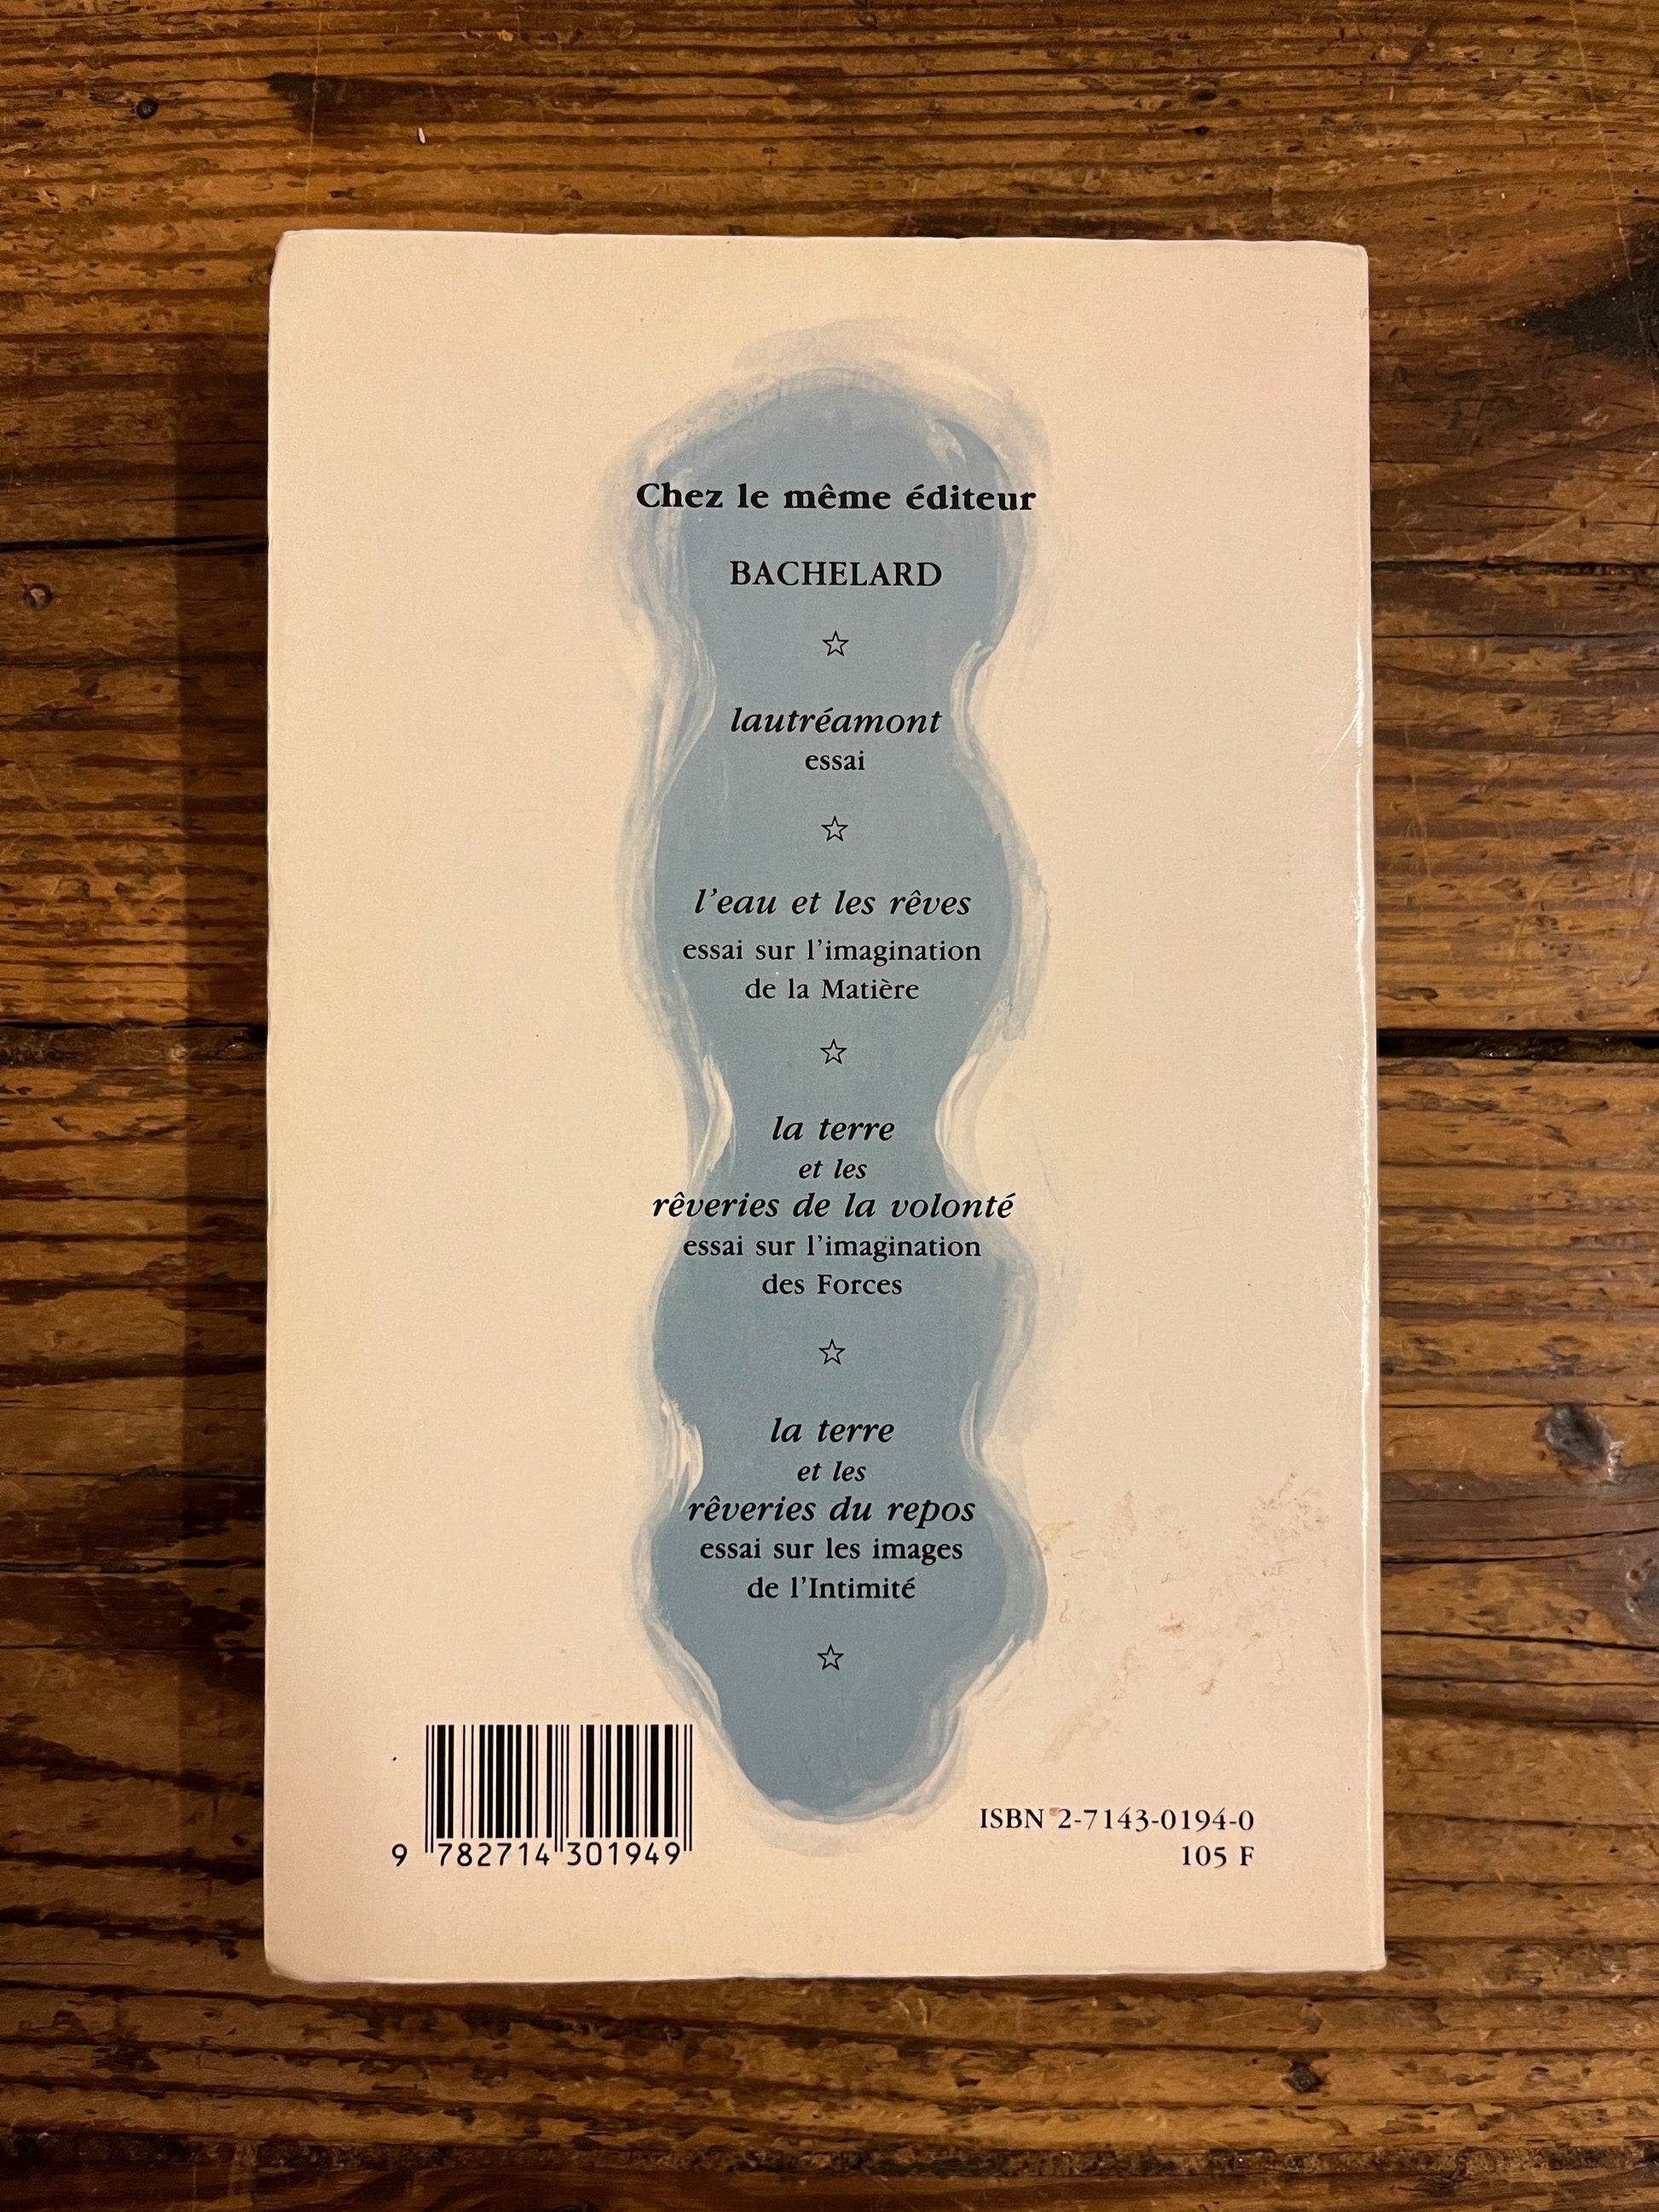 Chez le même éditeur
BACHELARD
☆
lautréamont
essai
☆
l'eau et les rêves
essai sur l'imagination
de la Matière
☆
la terre
et les
rêveries de la volonté
essai sur l'imagination
des Forces
☆
la terre
et les
rêveries du repos
essai sur les images
de l'Intimité
☆
9 782714 301949
ISBN 2-7143-0194-0
105 F